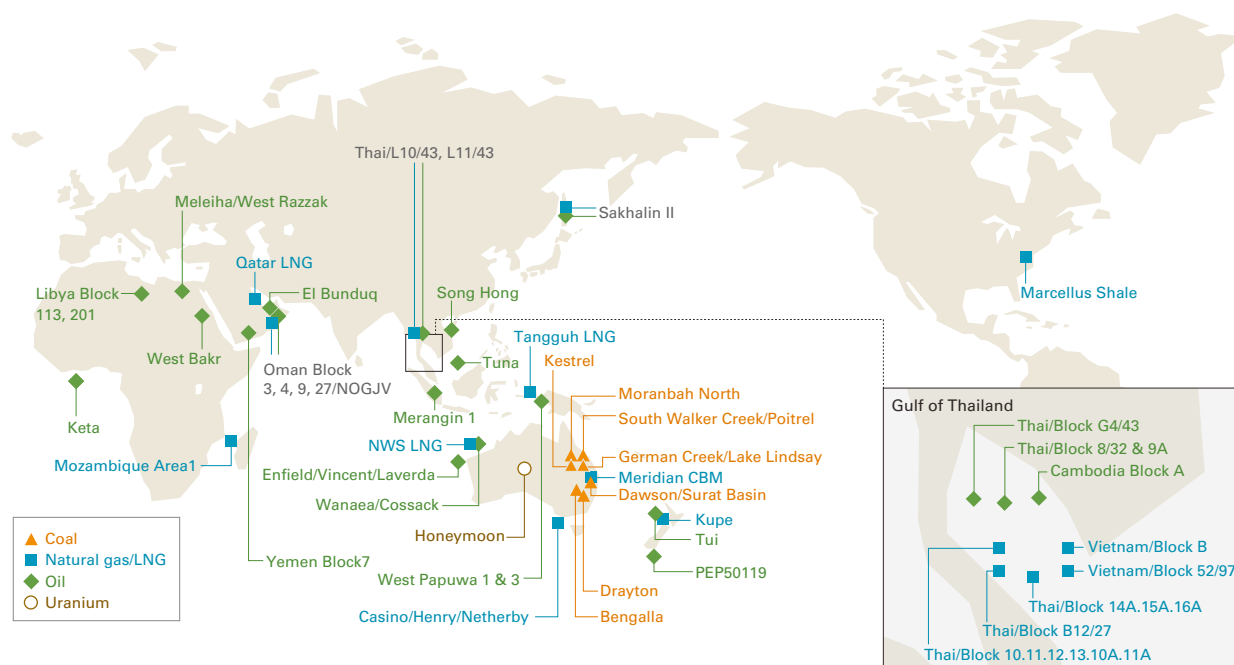 Thai/L10/43, L11/43
Meleiha/West Razzak
Sakhalin II
Qatar LNG
Libya Block
113, 201
El Bunduq
Song Hong
Marcellus Shale
West Bakr
Oman Block
3, 4, 9, 27/NOGJV
Tangguh LNG
Kestrel
Tuna
Moranbah North
Merangin 1
South Walker Creek/Poitrel
Keta
NWS LNG
German Creek/Lake Lindsay
Mozambique Area1
Enfield/Vincent/Laverda
Meridian CBM
Dawson/Surat Basin
Wanaea/Cossack
Kupe
Honeymoon
Tui
Yemen Block7
West Papuwa 1 & 3
PEP50119
Drayton
Casino/Henry/Netherby
Bengalla
Coal
Natural gas/LNG
Oil
Uranium
Gulf of Thailand
Thai/Block G4/43
Thai/Block 8/32 & 9A
Cambodia Block A
Vietnam/Block B
Vietnam/Block 52/97
Thai/Block 14A.15A.16A
Thai/Block B12/27
Thai/Block 10.11.12.13.10A.11A